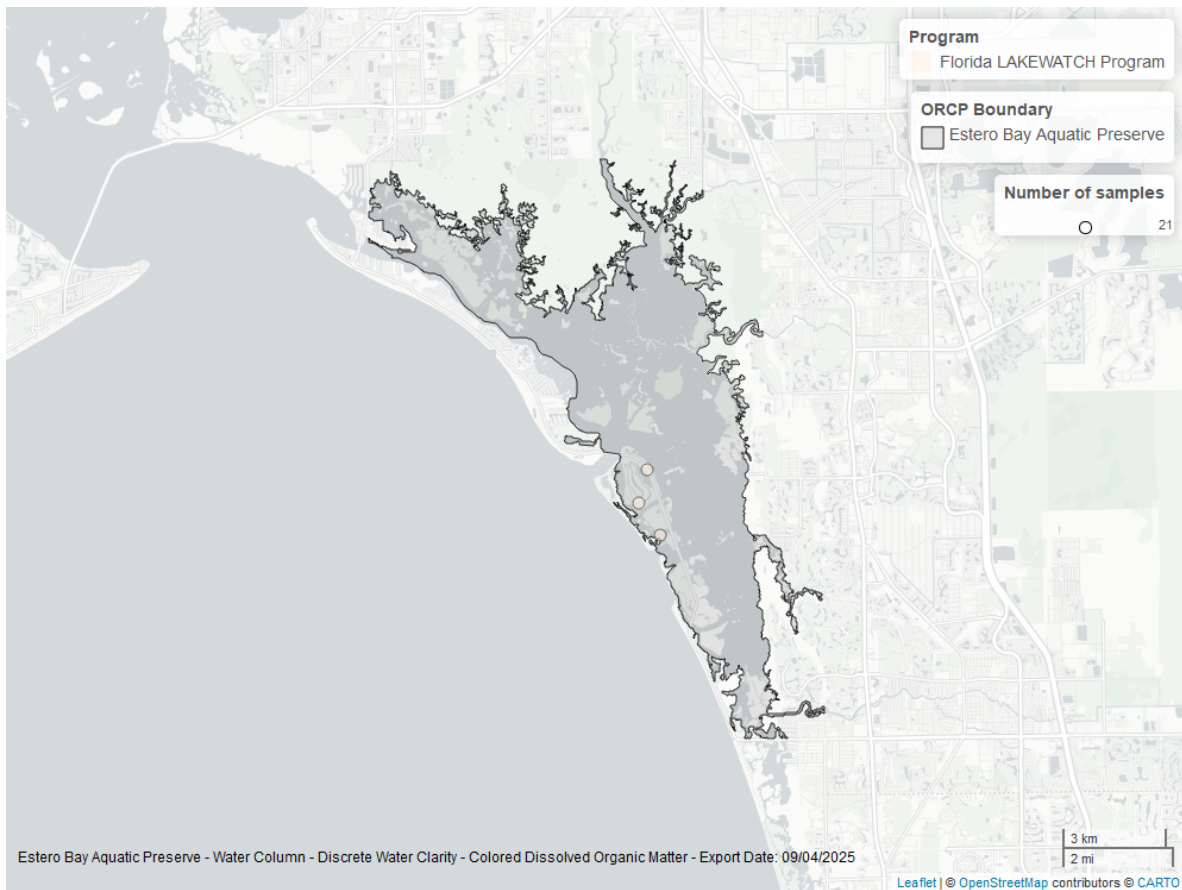 Program
Florida LAKEWATCH Program
ORCP Boundary
Estero Bay Aquatic Preserve
Number of samples
21
3 km
2 mi
Estero Bay Aquatic Preserve - Water Column - Discrete Water Clarity - Colored Dissolved Organic Matter - Export Date: 09/04/2025
Leaflet | © OpenStreetMap contributors © CARTO